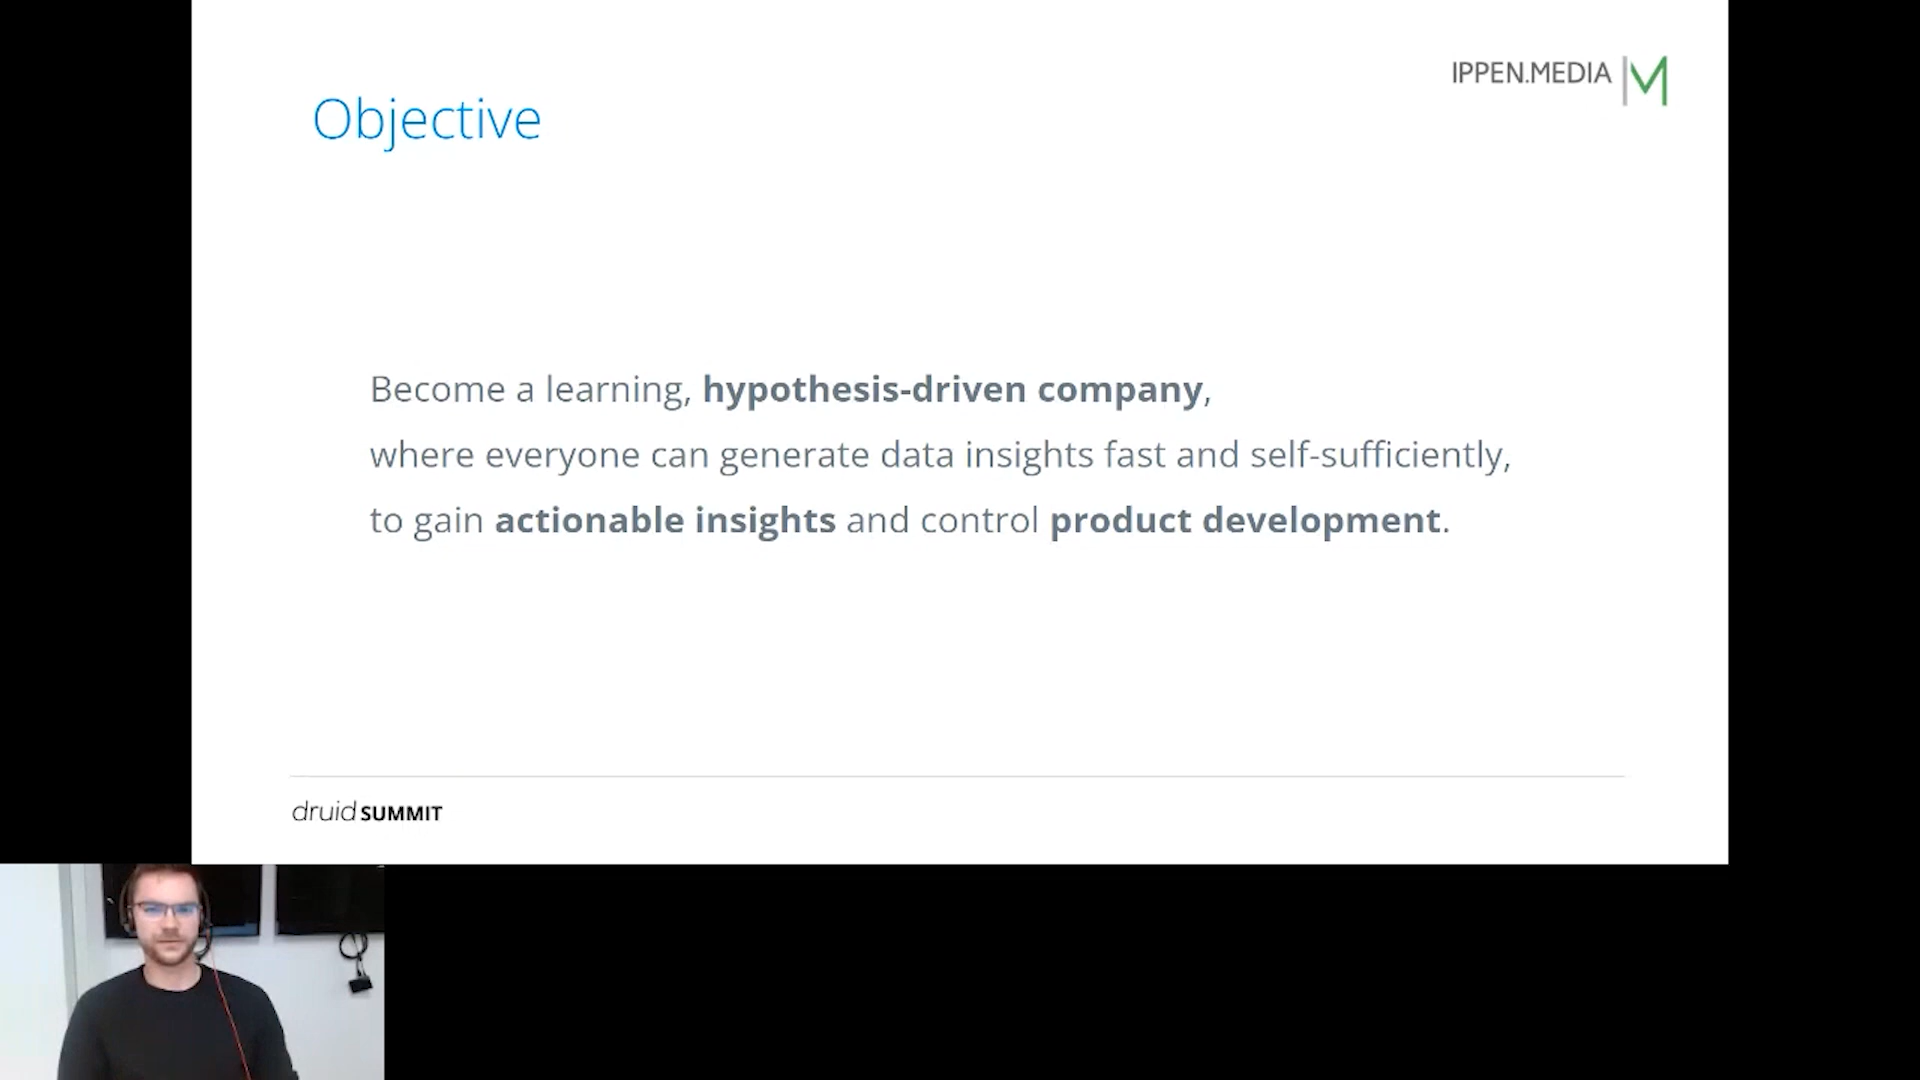 IPPEN.MEDIA
Objective
Become a learning, hypothesis-driven company,
where everyone can generate data insights fast and self-sufficiently,
to gain actionable insights and control product development.
druid SUMMIT